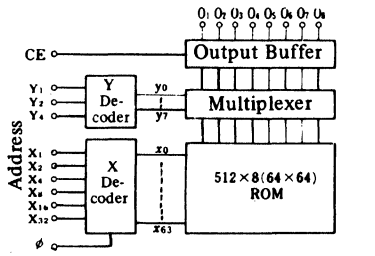 O1 O2 O3 O4 O5 O6 O7 O8
CE
Output Buffer
Y1
Y2
Y4
Y De-coder
y0
y7
Multiplexer
Address
X1
X2
X4
X8
X16
X32
X De-coder
x0
x63
512×8(64×64)
ROM
ø